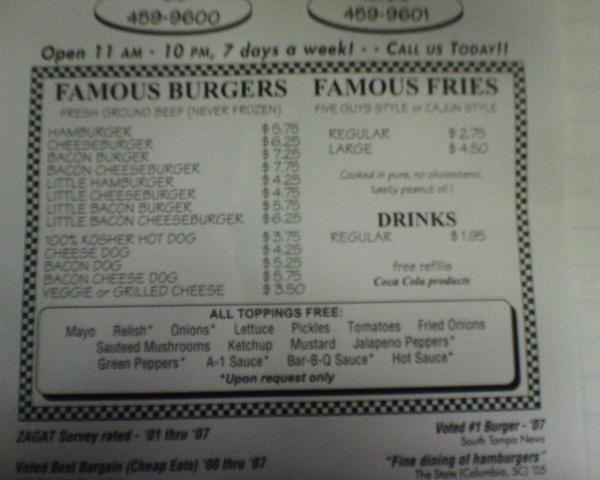 459-9600
459-9601
Open 11 AM - 10 PM, 7 days a week! - - CALL US TODAY!!
FAMOUS BURGERS
FRESH GROUND BEEF (NEVER FROZEN)
HAMBURGER $5.75
CHEESEBURGER $6.25
BACON BURGER $7.25
BACON CHEESEBURGER $7.75
LITTLE HAMBURGER $4.25
LITTLE CHEESEBURGER $4.75
LITTLE BACON BURGER $5.75
LITTLE BACON CHEESEBURGER $6.25
100% KOSHER HOT DOG $3.75
CHEESE DOG $4.25
BACON DOG $5.25
BACON CHEESE DOG $5.75
VEGGIE or GRILLED CHEESE $3.50
FAMOUS FRIES
FIVE GUYS STYLE or CAJUN STYLE
REGULAR $2.75
LARGE $4.50
Cooked in pure, no cholesterol,
tasty peanut oil!
DRINKS
REGULAR $1.95
free refills
Coca Cola products
ALL TOPPINGS FREE:
Mayo Relish* Onions* Lettuce Pickles Tomatoes Fried Onions
Sauteed Mushrooms Ketchup Mustard Jalapeno Peppers*
Green Peppers* A-1 Sauce* Bar-B-Q Sauce* Hot Sauce*
*Upon request only
ZAGAT Survey rated - '01 thru '07
Voted Best Bargain (Cheap Eats) '00 thru '07
Voted #1 Burger - '07
South Tampa News
"Fine dining of hamburgers"
The State (Columbia, SC) '05